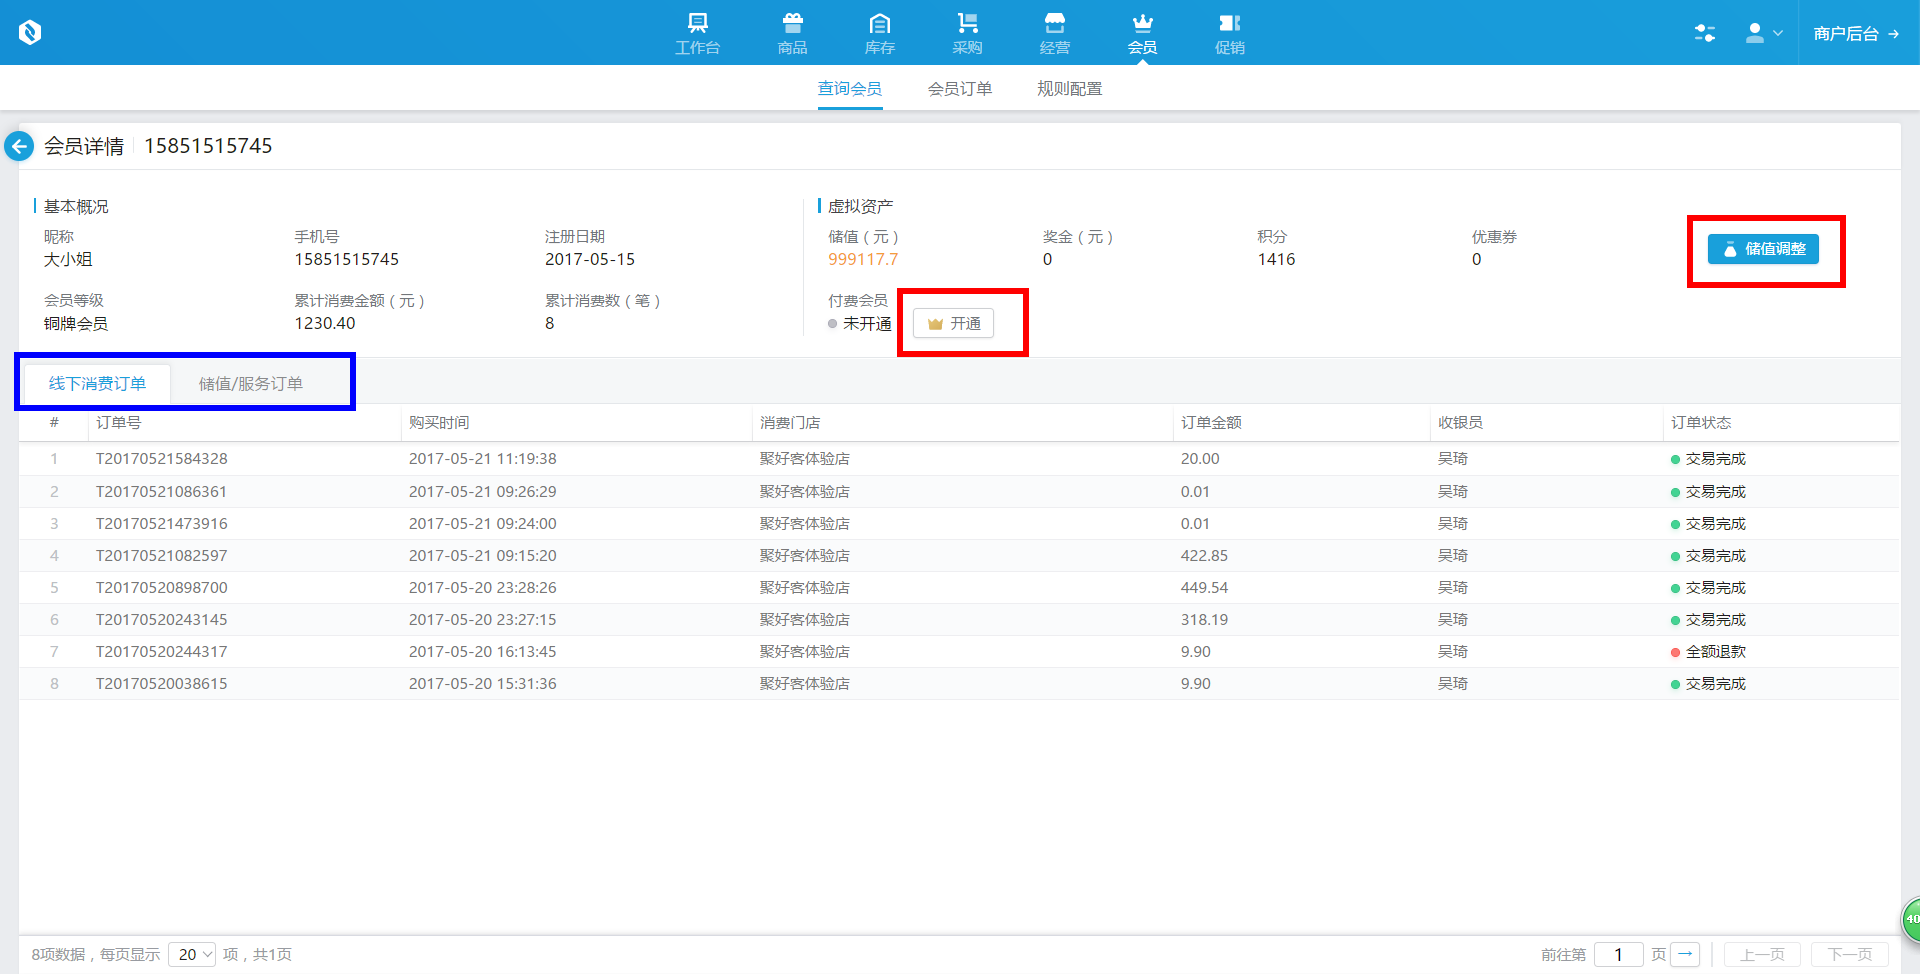 工作台 商品 库存 采购 经营 会员 促销 商户后台 →
查询会员 会员订单 规则配置
会员详情 15851515745
基本概况 虚拟资产
昵称 手机号 注册日期 储值（元） 奖金（元） 积分 优惠券
大小姐 15851515745 2017-05-15 999117.7 0 1416 0 储值调整
会员等级 累计消费金额（元） 累计消费数（笔） 付费会员
铜牌会员 1230.40 8 未开通 开通
线下消费订单 储值/服务订单
# 订单号 购买时间 消费门店 订单金额 收银员 订单状态
1 T20170521584328 2017-05-21 11:19:38 聚好客体验店 20.00 吴琦 交易完成
2 T20170521086361 2017-05-21 09:26:29 聚好客体验店 0.01 吴琦 交易完成
3 T20170521473916 2017-05-21 09:24:00 聚好客体验店 0.01 吴琦 交易完成
4 T20170521082597 2017-05-21 09:15:20 聚好客体验店 422.85 吴琦 交易完成
5 T20170520898700 2017-05-20 23:28:26 聚好客体验店 449.54 吴琦 交易完成
6 T20170520243145 2017-05-20 23:27:15 聚好客体验店 318.19 吴琦 交易完成
7 T20170520244317 2017-05-20 16:13:45 聚好客体验店 9.90 吴琦 全额退款
8 T20170520038615 2017-05-20 15:31:36 聚好客体验店 9.90 吴琦 交易完成
40
8项数据，每页显示 20 项，共1页 前往第 1 页 → 上一页 下一页